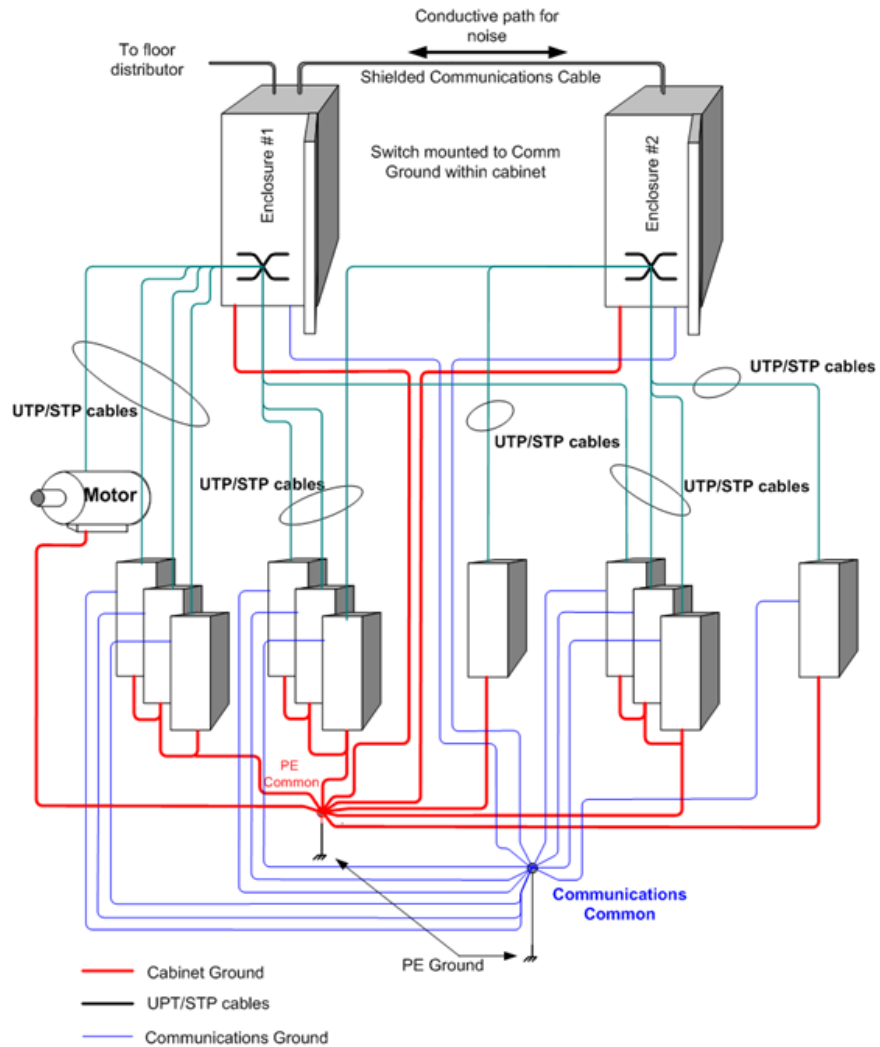 Conductive path for
noise
To floor
distributor
Shielded Communications Cable
Enclosure #1
Switch mounted to Comm
Ground within cabinet
Enclosure #2
UTP/STP cables
UTP/STP cables
UTP/STP cables
UTP/STP cables
UTP/STP cables
Motor
PE
Common
Communications
Common
PE Ground
Cabinet Ground
UPT/STP cables
Communications Ground